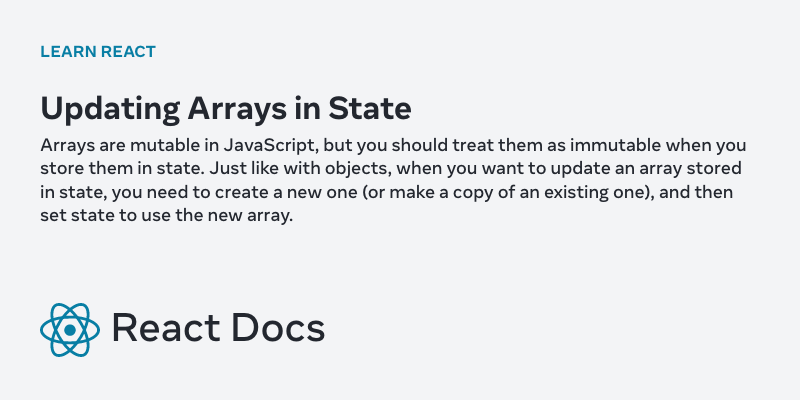 LEARN REACT
Updating Arrays in State
Arrays are mutable in JavaScript, but you should treat them as immutable when you
store them in state. Just like with objects, when you want to update an array stored
in state, you need to create a new one (or make a copy of an existing one), and then
set state to use the new array.
React Docs